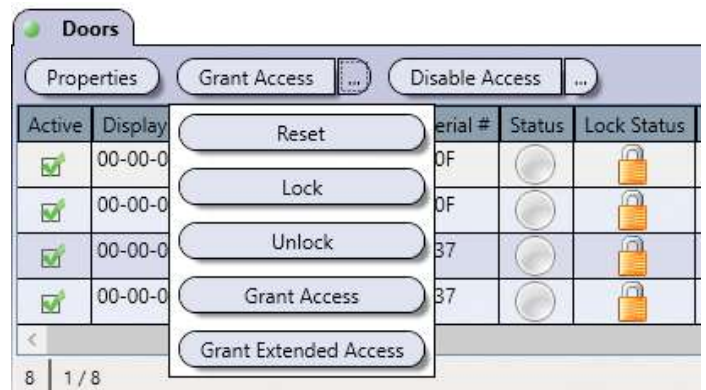 Doors
Properties Grant Access ... Disable Access ...
Active Display erial # Status Lock Status
Reset
00-00-0 0F
Lock
00-00-0 0F
Unlock
00-00-0 37
Grant Access
00-00-0 37
Grant Extended Access
<
8 1 / 8